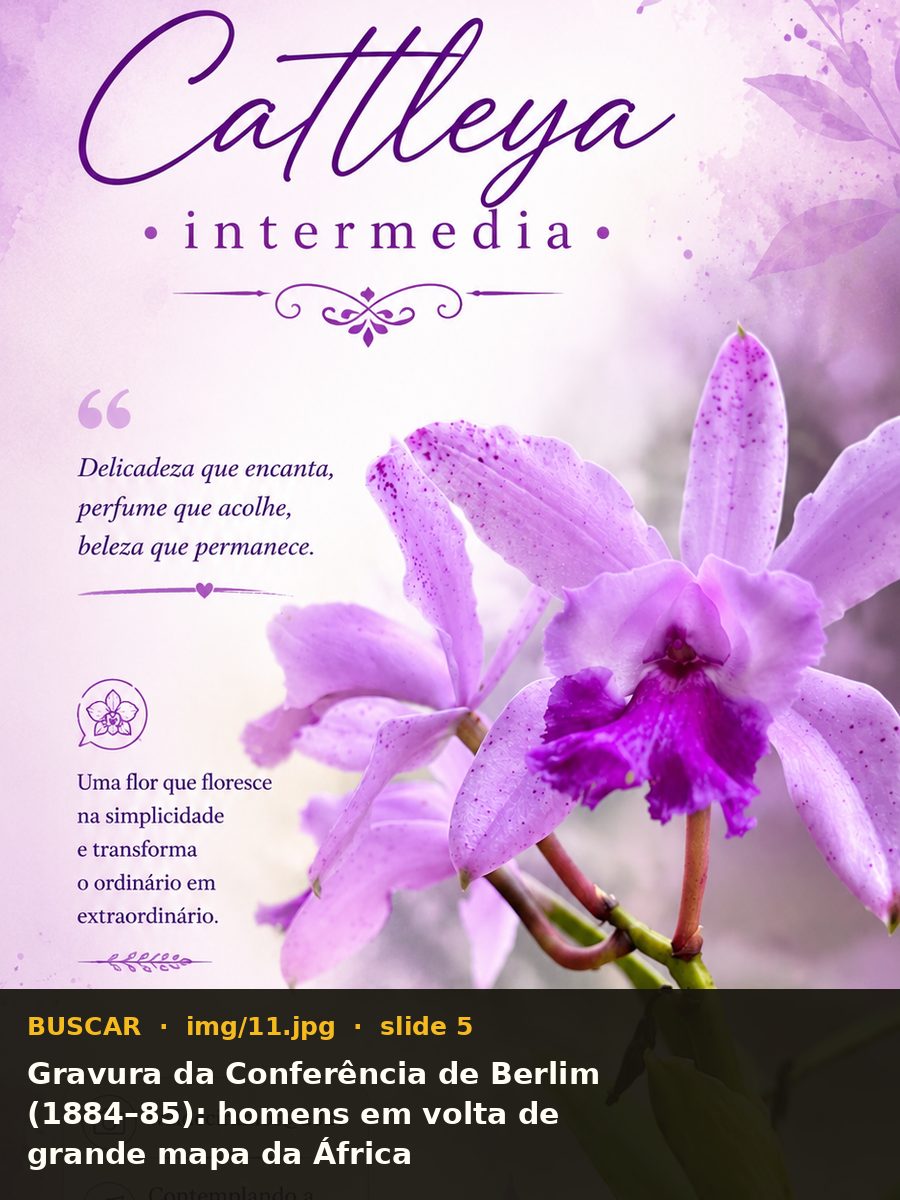 Cattleya
• intermedia •
“
Delicadeza que encanta,
perfume que acolhe,
beleza que permanece.
Uma flor que floresce
na simplicidade
e transforma
o ordinário em
extraordinário.
BUSCAR · img/11.jpg · slide 5
Gravura da Conferência de Berlim
(1884–85): homens em volta de
grande mapa da África
Contemplando a